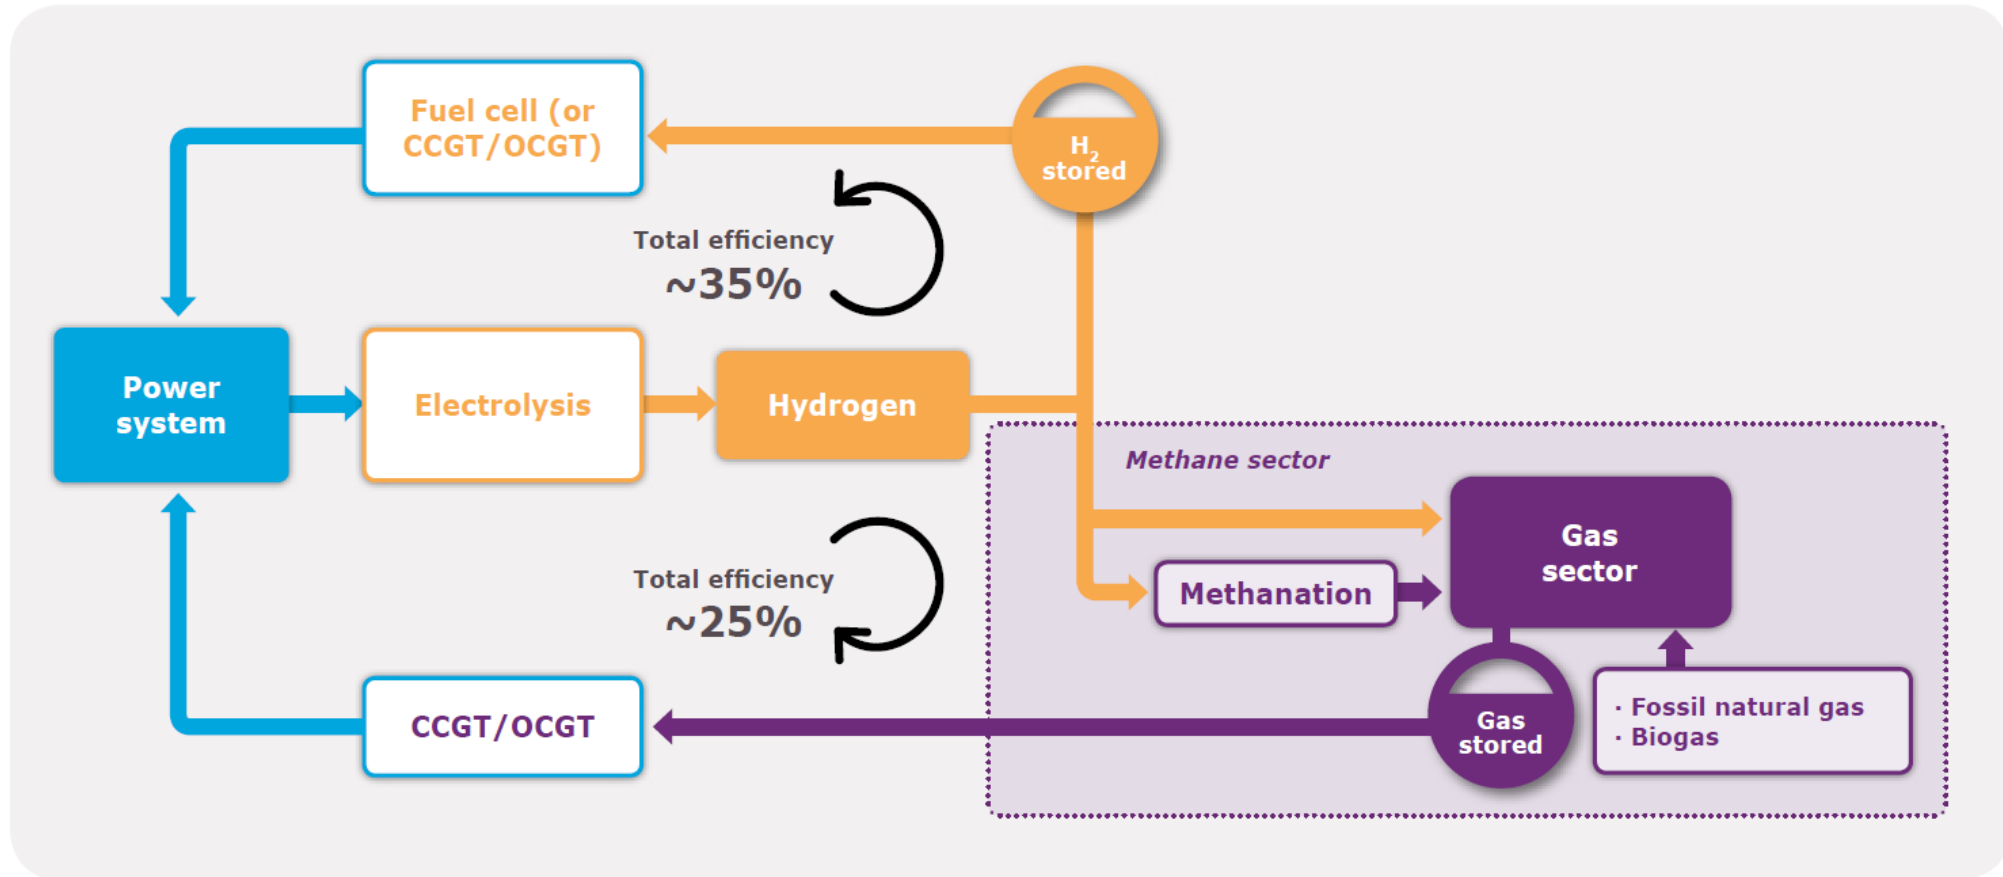 Fuel cell (or
CCGT/OCGT)
H₂
stored
Total efficiency
~35%
Power
system
Electrolysis
Hydrogen
Methane sector
Gas
sector
Methanation
Total efficiency
~25%
CCGT/OCGT
Gas
stored
· Fossil natural gas
· Biogas